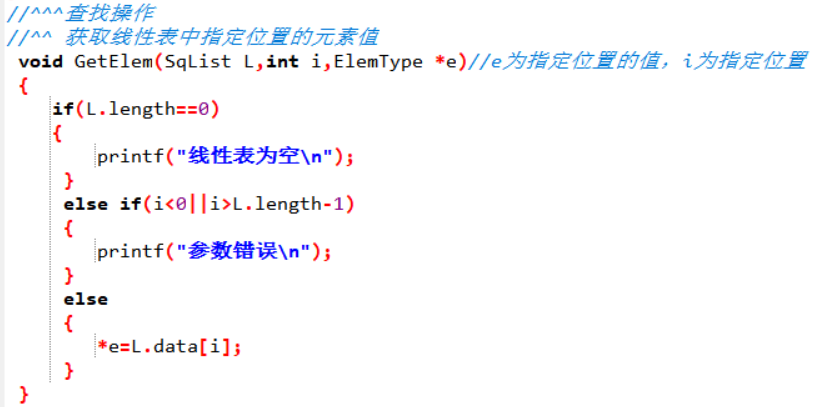 //^^^查找操作
//^^ 获取线性表中指定位置的元素值
void GetElem(SqList L,int i,ElemType *e)//e为指定位置的值，i为指定位置
{
if(L.length==0)
{
printf("线性表为空\n");
}
else if(i<0||i>L.length-1)
{
printf("参数错误\n");
}
else
{
*e=L.data[i];
}
}